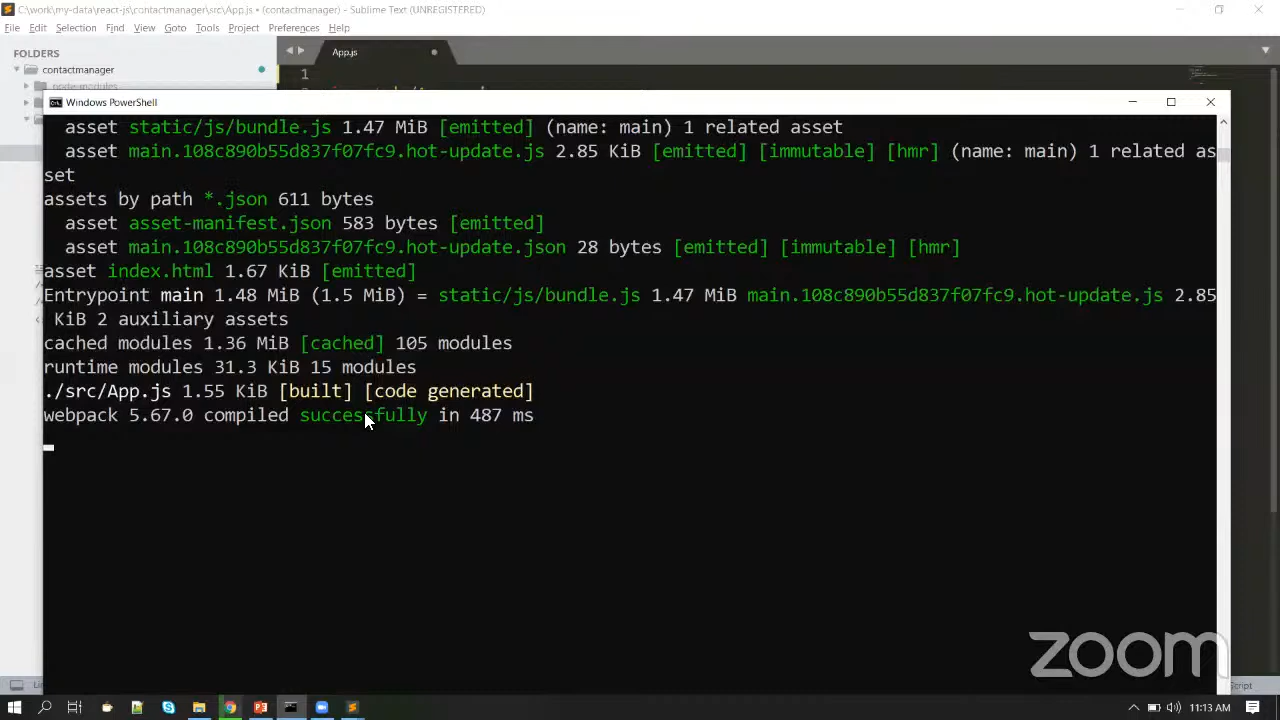 C:\work\my-data\react-js\contactmanager\src\App.js • (contactmanager) - Sublime Text (UNREGISTERED)
File Edit Selection Find View Goto Tools Project Preferences Help
FOLDERS
App.js
contactmanager
1
node-modules
Windows PowerShell
asset static/js/bundle.js 1.47 MiB [emitted] (name: main) 1 related asset
asset main.108c890b55d837f07fc9.hot-update.js 2.85 KiB [emitted] [immutable] [hmr] (name: main) 1 related as
set
assets by path *.json 611 bytes
asset asset-manifest.json 583 bytes [emitted]
asset main.108c890b55d837f07fc9.hot-update.json 28 bytes [emitted] [immutable] [hmr]
asset index.html 1.67 KiB [emitted]
Entrypoint main 1.48 MiB (1.5 MiB) = static/js/bundle.js 1.47 MiB main.108c890b55d837f07fc9.hot-update.js 2.85
KiB 2 auxiliary assets
cached modules 1.36 MiB [cached] 105 modules
runtime modules 31.3 KiB 15 modules
./src/App.js 1.55 KiB [built] [code generated]
webpack 5.67.0 compiled successfully in 487 ms
zoom
11:13 AM